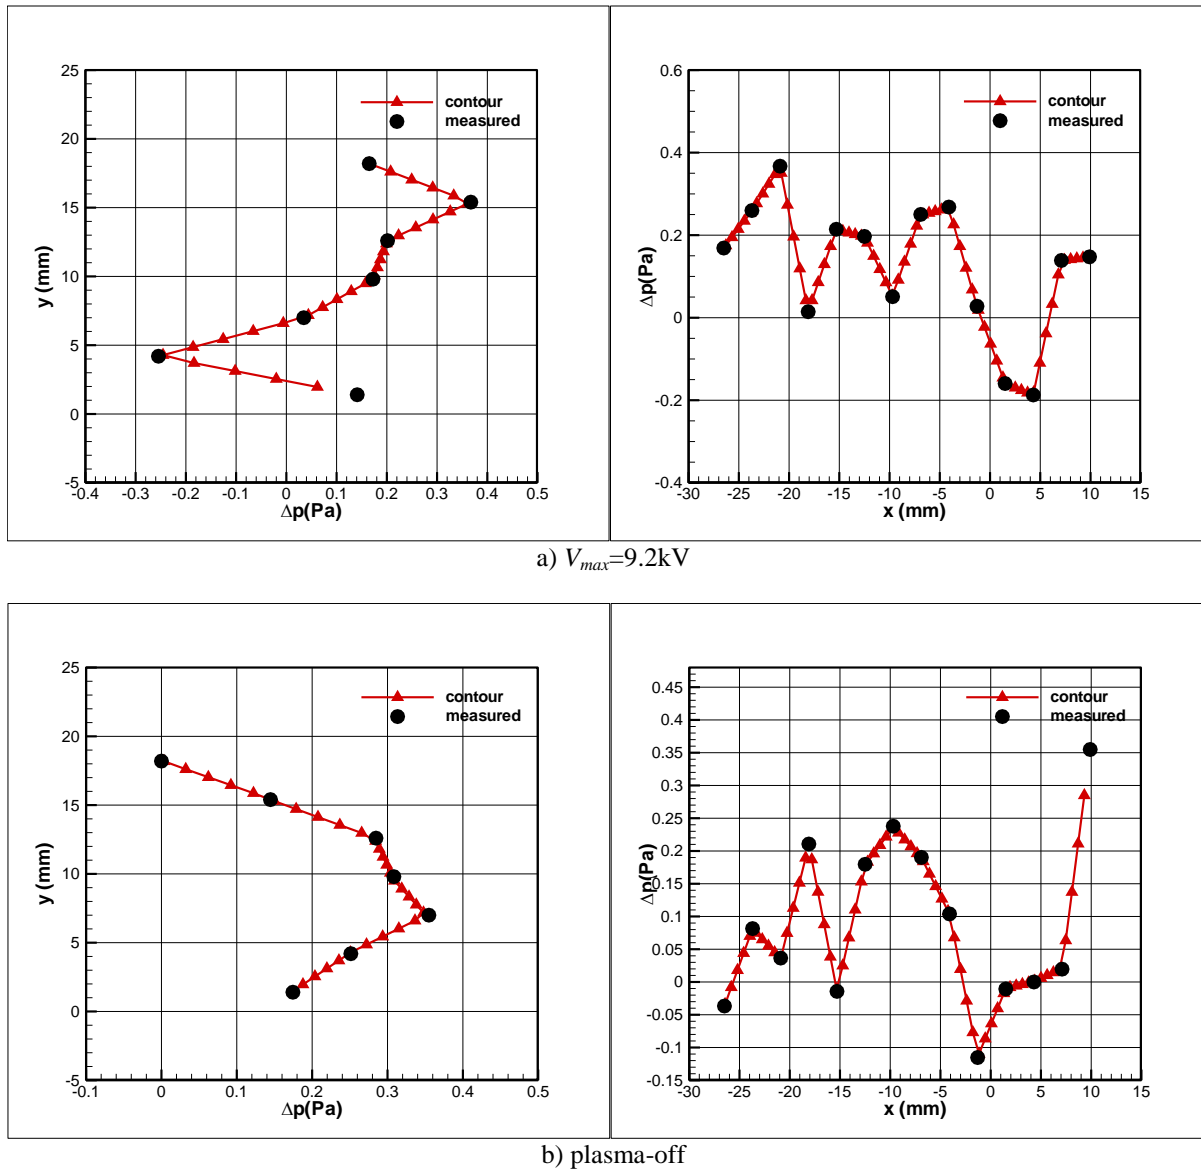 25
20
15
10
5
0
-5
y (mm)
-0.4 -0.3 -0.2 -0.1 0 0.1 0.2 0.3 0.4 0.5
Δp(Pa)
contour
measured
0.6
0.4
0.2
0
-0.2
-0.4
Δp(Pa)
-30 -25 -20 -15 -10 -5 0 5 10 15
x (mm)
contour
measured
a) Vmax=9.2kV
25
20
15
10
5
0
-5
y (mm)
-0.1 0 0.1 0.2 0.3 0.4 0.5
Δp(Pa)
contour
measured
0.45
0.4
0.35
0.3
0.25
0.2
0.15
0.1
0.05
0
-0.05
-0.1
-0.15
Δp(Pa)
-30 -25 -20 -15 -10 -5 0 5 10 15
x (mm)
contour
measured
b) plasma-off